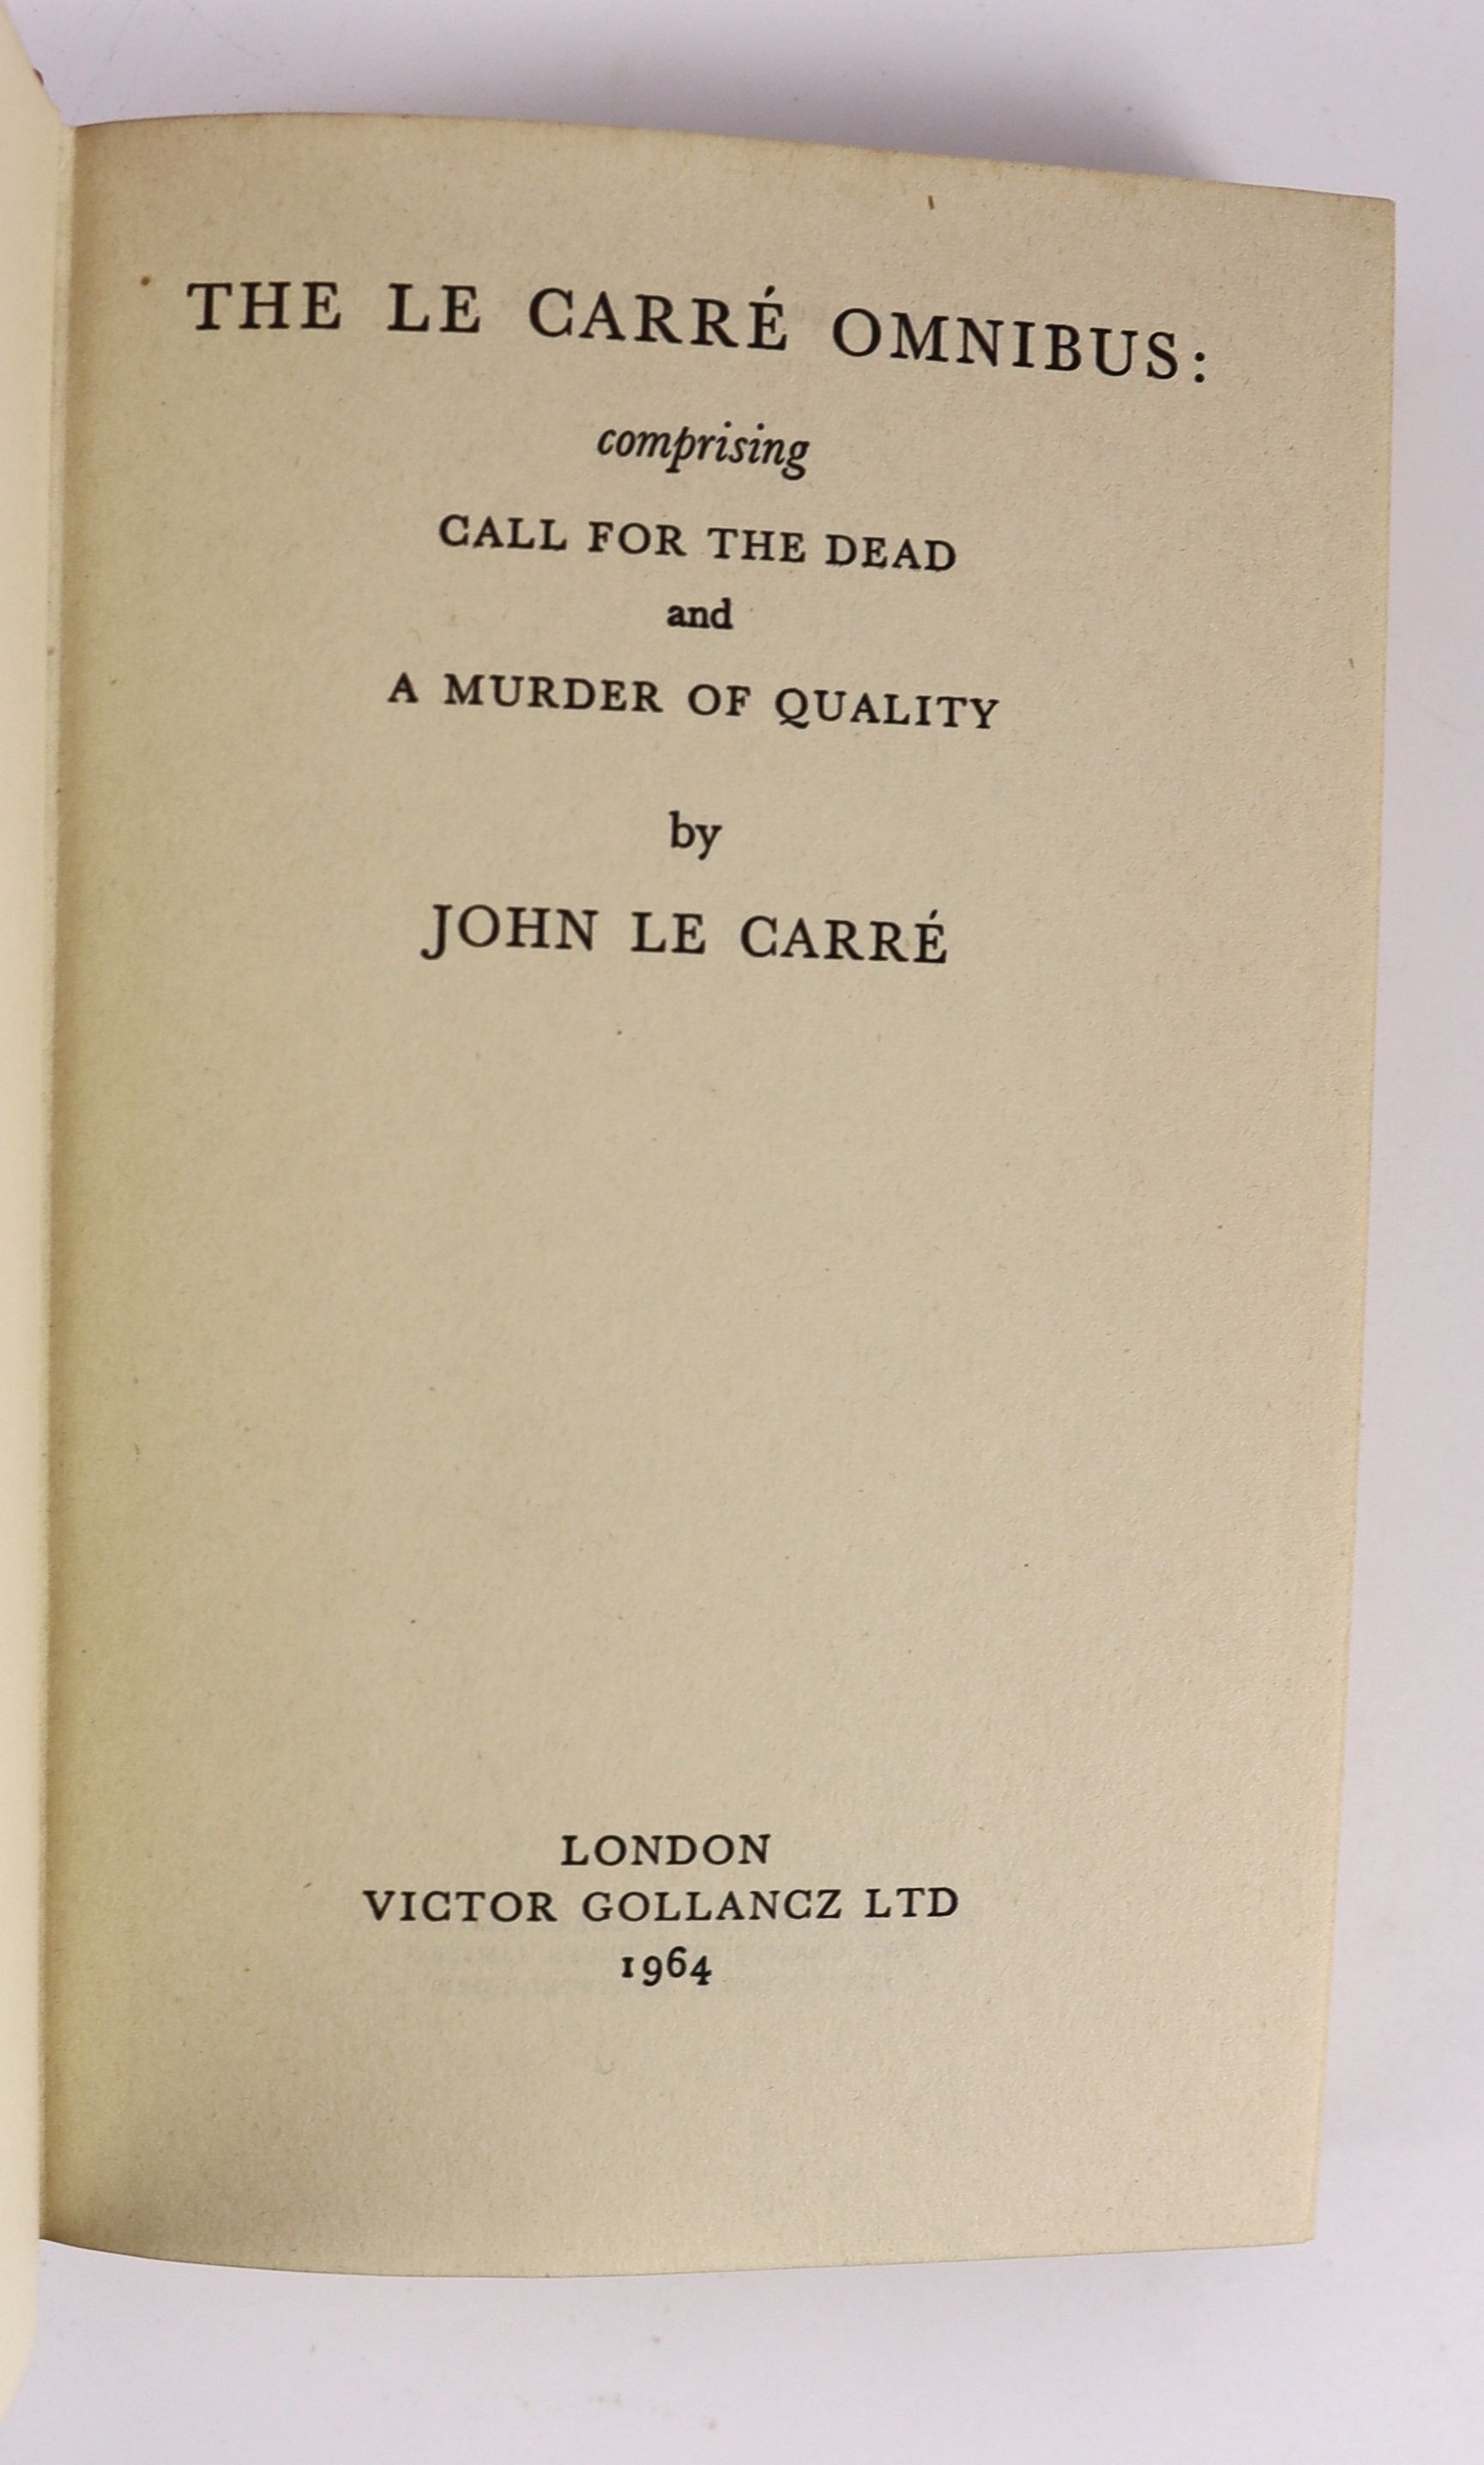 THE LE CARRÉ OMNIBUS:
comprising
CALL FOR THE DEAD
and
A MURDER OF QUALITY
by
JOHN LE CARRÉ
LONDON
VICTOR GOLLANCZ LTD
1964